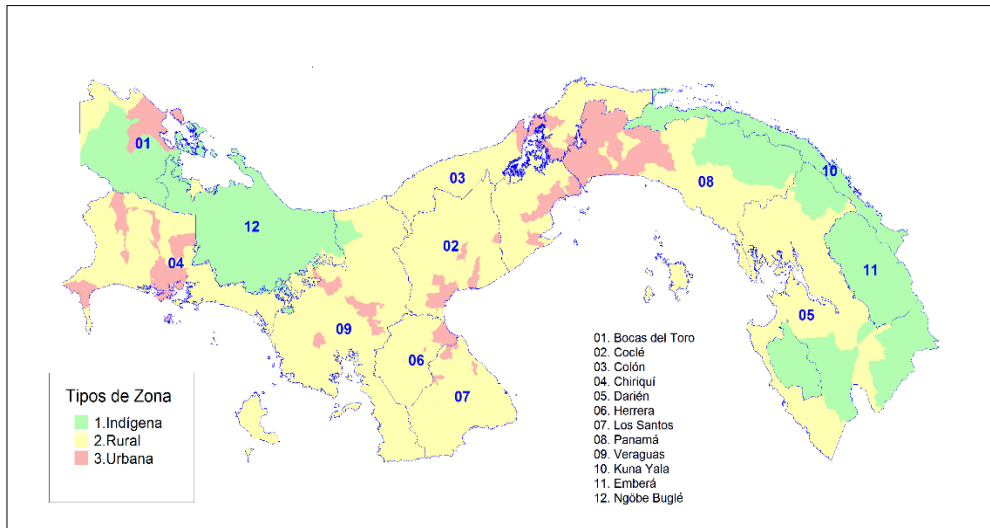 01
03
10
08
12
02
11
04
05
09
06
07
Tipos de Zona
1.Indígena
2.Rural
3.Urbana
01. Bocas del Toro
02. Coclé
03. Colón
04. Chiriquí
05. Darién
06. Herrera
07. Los Santos
08. Panamá
09. Veraguas
10. Kuna Yala
11. Emberá
12. Ngöbe Buglé